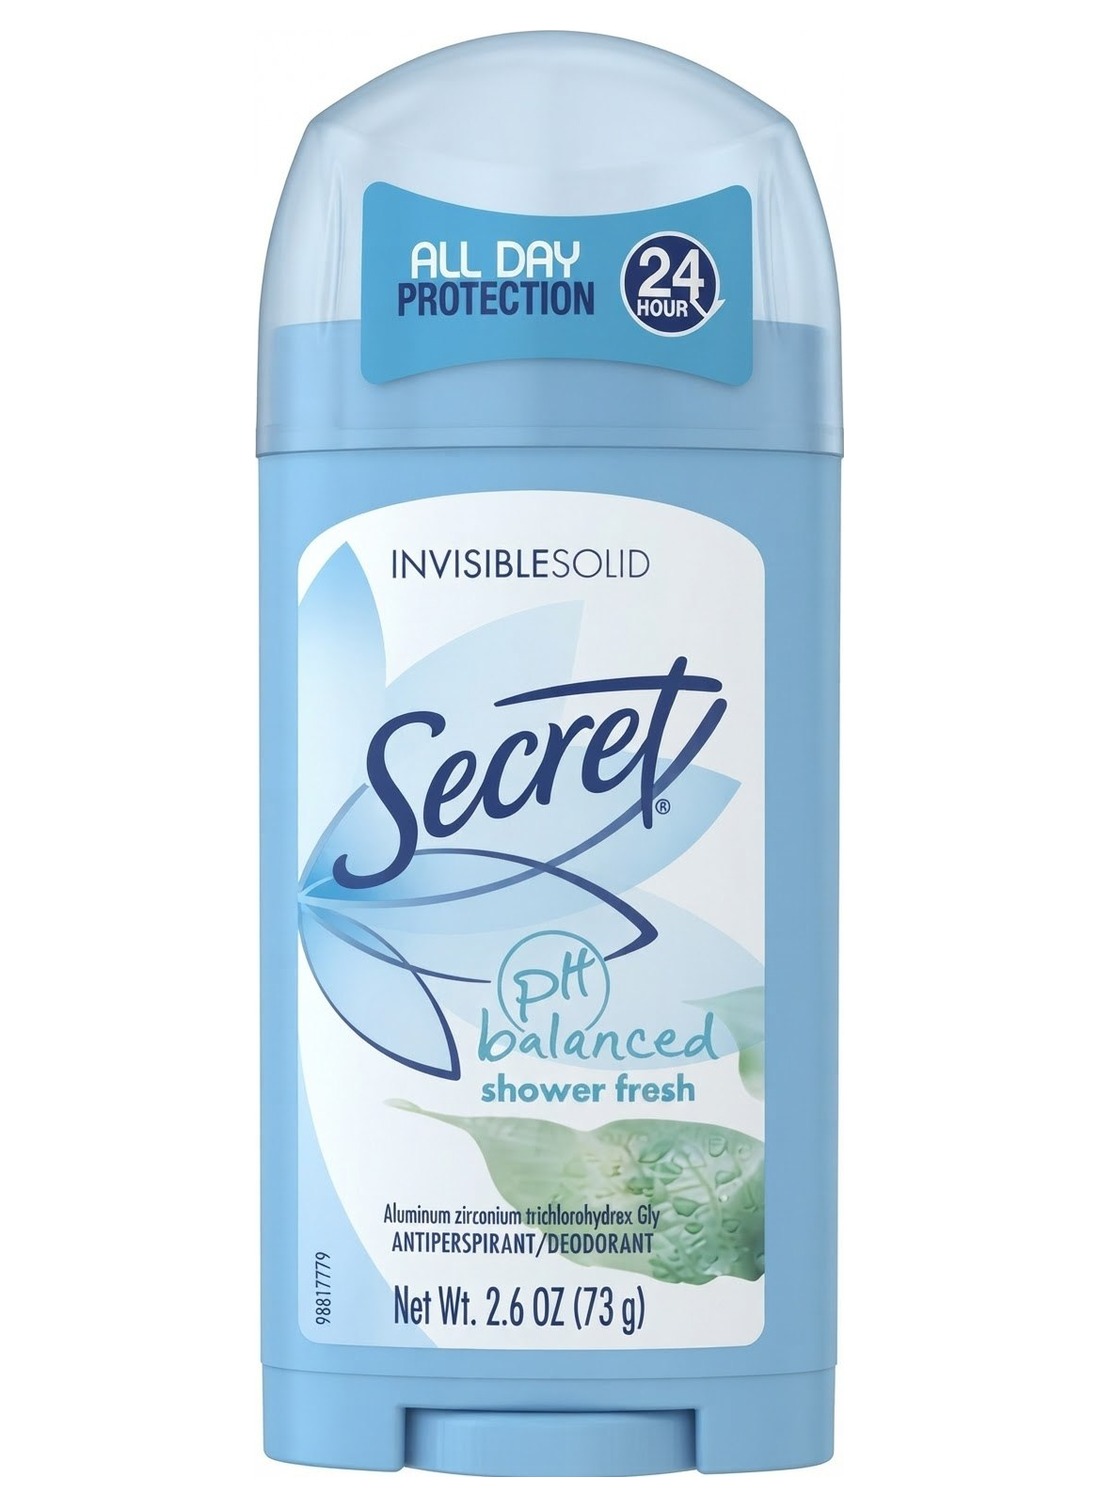 ALL DAY
PROTECTION
24
HOUR
INVISIBLESOLID
Secret®
pH
balanced
shower fresh
Aluminum zirconium trichlorohydrex Gly
ANTIPERSPIRANT/DEODORANT
Net Wt. 2.6 OZ (73 g)
98817779